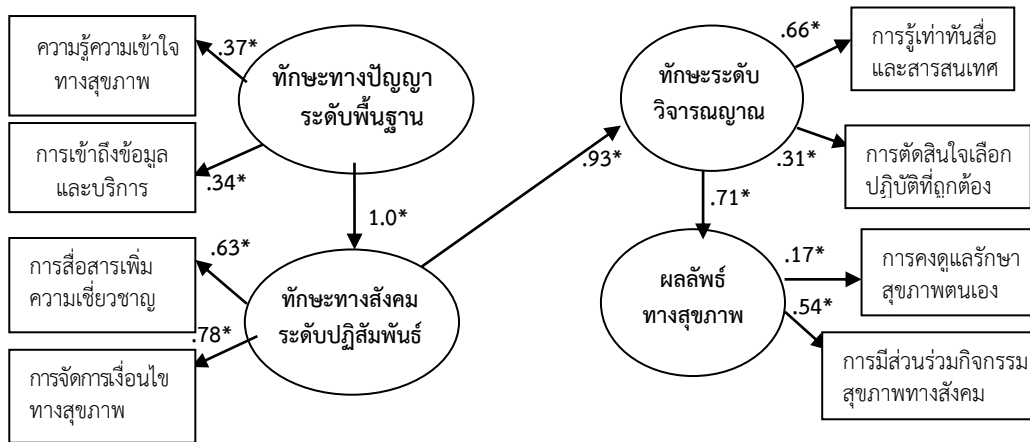 ความรู้ความเข้าใจ
ทางสุขภาพ
.37*
ทักษะทางปัญญา
ระดับพื้นฐาน
การเข้าถึงข้อมูล
และบริการ
.34*
1.0*
การสื่อสารเพิ่ม
ความเชี่ยวชาญ
.63*
ทักษะทางสังคม
ระดับปฏิสัมพันธ์
.78*
การจัดการเงื่อนไข
ทางสุขภาพ
.93*
ทักษะระดับ
วิจารณญาณ
.66*
การรู้เท่าทันสื่อ
และสารสนเทศ
.31*
การตัดสินใจเลือก
ปฏิบัติที่ถูกต้อง
.71*
ผลลัพธ์
ทางสุขภาพ
.17*
การคงดูแลรักษา
สุขภาพตนเอง
.54*
การมีส่วนร่วมกิจกรรม
สุขภาพทางสังคม